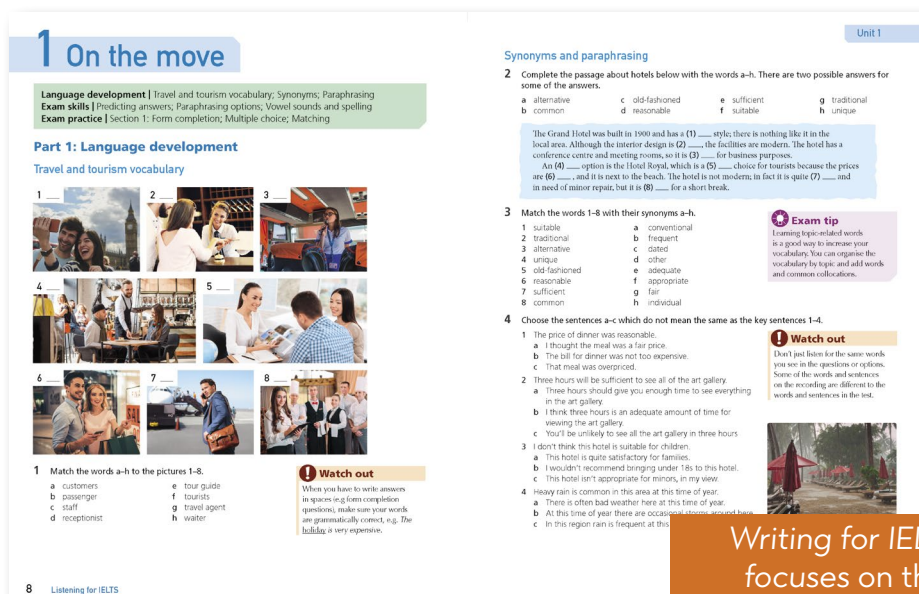 1 On the move
Language development | Travel and tourism vocabulary; Synonyms; Paraphrasing
Exam skills | Predicting answers; Paraphrasing options; Vowel sounds and spelling
Exam practice | Section 1: Form completion; Multiple choice; Matching
Part 1: Language development
Travel and tourism vocabulary
1 ___
2 ___
3 ___
4 ___
5 ___
6 ___
7 ___
8 ___
1 Match the words a–h to the pictures 1–8.
a customers
b passenger
c staff
d receptionist
e tour guide
f tourists
g travel agent
h waiter
Watch out
When you have to write answers
in spaces (e.g form completion
questions), make sure your words
are grammatically correct, e.g. The
holiday is very expensive.
8 Listening for IELTS
Unit 1
Synonyms and paraphrasing
2 Complete the passage about hotels below with the words a–h. There are two possible answers for
some of the answers.
a alternative
b common
c old-fashioned
d reasonable
e sufficient
f suitable
g traditional
h unique
The Grand Hotel was built in 1900 and has a (1) ___ style; there is nothing like it in the
local area. Although the interior design is (2) ___, the facilities are modern. The hotel has a
conference centre and meeting rooms, so it is (3) ___ for business purposes.
An (4) ___ option is the Hotel Royal, which is a (5) ___ choice for tourists because the prices
are (6) ___, and it is next to the beach. The hotel is not modern; in fact it is quite (7) ___ and
in need of minor repair, but it is (8) ___ for a short break.
3 Match the words 1–8 with their synonyms a–h.
1 suitable
2 traditional
3 alternative
4 unique
5 old-fashioned
6 reasonable
7 sufficient
8 common
a conventional
b frequent
c dated
d other
e adequate
f appropriate
g fair
h individual
Exam tip
Learning topic-related words
is a good way to increase your
vocabulary. You can organise the
vocabulary by topic and add words
and common collocations.
4 Choose the sentences a–c which do not mean the same as the key sentences 1–4.
1 The price of dinner was reasonable.
a I thought the meal was a fair price.
b The bill for dinner was not too expensive.
c That meal was overpriced.
2 Three hours will be sufficient to see all of the art gallery.
a Three hours should give you enough time to see everything
in the art gallery.
b I think three hours is an adequate amount of time for
viewing the art gallery.
c You'll be unlikely to see all the art gallery in three hours
3 I don't think this hotel is suitable for children.
a This hotel is quite satisfactory for families.
b I wouldn't recommend bringing under 18s to this hotel.
c This hotel isn't appropriate for minors, in my view.
4 Heavy rain is common in this area at this time of year.
a There is often bad weather here at this time of year.
b At this time of year there are occasional storms around here
c In this region rain is frequent at this
Watch out
Don't just listen for the same words
you see in the questions or options.
Some of the words and sentences
on the recording are different to the
words and sentences in the test.
Writing for IEL
focuses on th